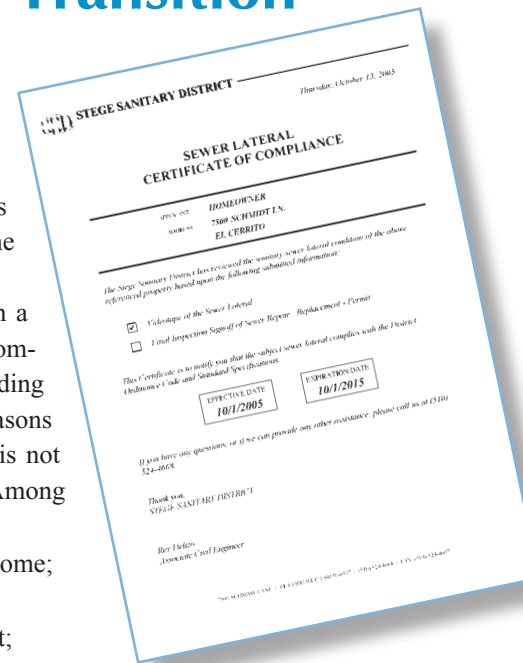 Transition
STEGE SANITARY DISTRICT
Thursday, October 13, 2005
SEWER LATERAL
CERTIFICATE OF COMPLIANCE
APPLICANT HOMEOWNER
ADDRESS 7500 SCHMIDT LN.
EL CERRITO
The Stege Sanitary District has reviewed the sanitary sewer lateral condition of the above
referenced property based upon the following submitted information:
Videotape of the Sewer Lateral
Final Inspection Signoff of Sewer Repair Replacement - Permit
This Certificate is to notify you that the subject sewer lateral complies with the District
Ordinance Code and Standard Specifications.
EFFECTIVE DATE
10/1/2005
EXPIRATION DATE
10/1/2015
If you have any questions, or if we can provide any other assistance, please call us at (510)
524-4668.
Thank you,
STEGE SANITARY DISTRICT
Rex Delizo
Associate Civil Engineer
s
ne
n a
om-
ding
asons
is not
Among
ome;
t;